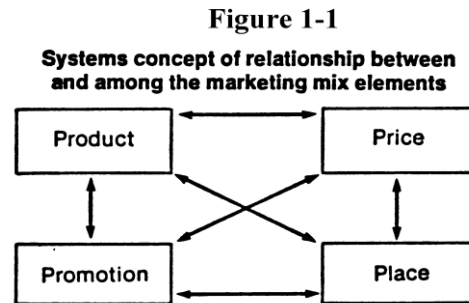 Figure 1-1
Systems concept of relationship between
and among the marketing mix elements
Product
Price
Promotion
Place